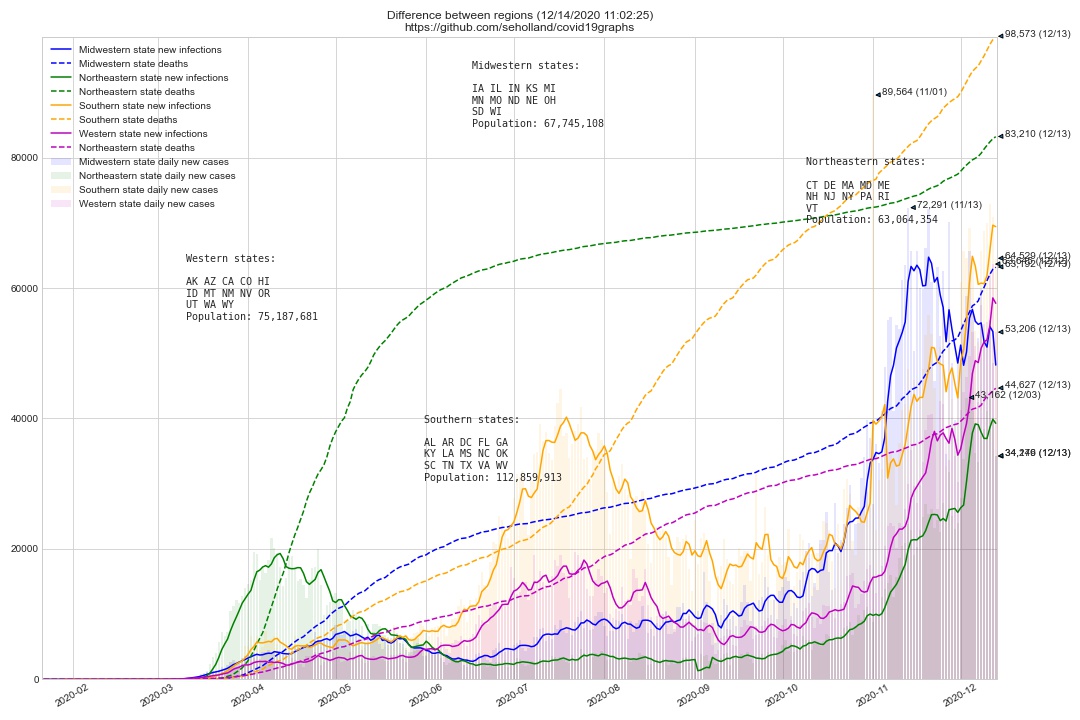 Difference between regions (12/14/2020 11:02:25)
https://github.com/seholland/covid19graphs
Midwestern state new infections
Midwestern state deaths
Northeastern state new infections
Northeastern state deaths
Southern state new infections
Southern state deaths
Western state new infections
Northeastern state deaths
Midwestern state daily new cases
Northeastern state daily new cases
Southern state daily new cases
Western state daily new cases
Midwestern states:
IA IL IN KS MI
MN MO ND NE OH
SD WI
Population: 67,745,108
Northeastern states:
CT DE MA MD ME
NH NJ NY PA RI
VT
Population: 63,064,354
Western states:
AK AZ CA CO HI
ID MT NM NV OR
UT WA WY
Population: 75,187,681
Southern states:
AL AR DC FL GA
KY LA MS NC OK
SC TN TX VA WV
Population: 112,859,913
98,573 (12/13)
89,564 (11/01)
83,210 (12/13)
72,291 (11/13)
64,529 (12/13)
63,192 (12/13)
53,206 (12/13)
44,627 (12/13)
43,162 (12/03)
80000
60000
40000
20000
0
2020-02
2020-03
2020-04
2020-05
2020-06
2020-07
2020-08
2020-09
2020-10
2020-11
2020-12